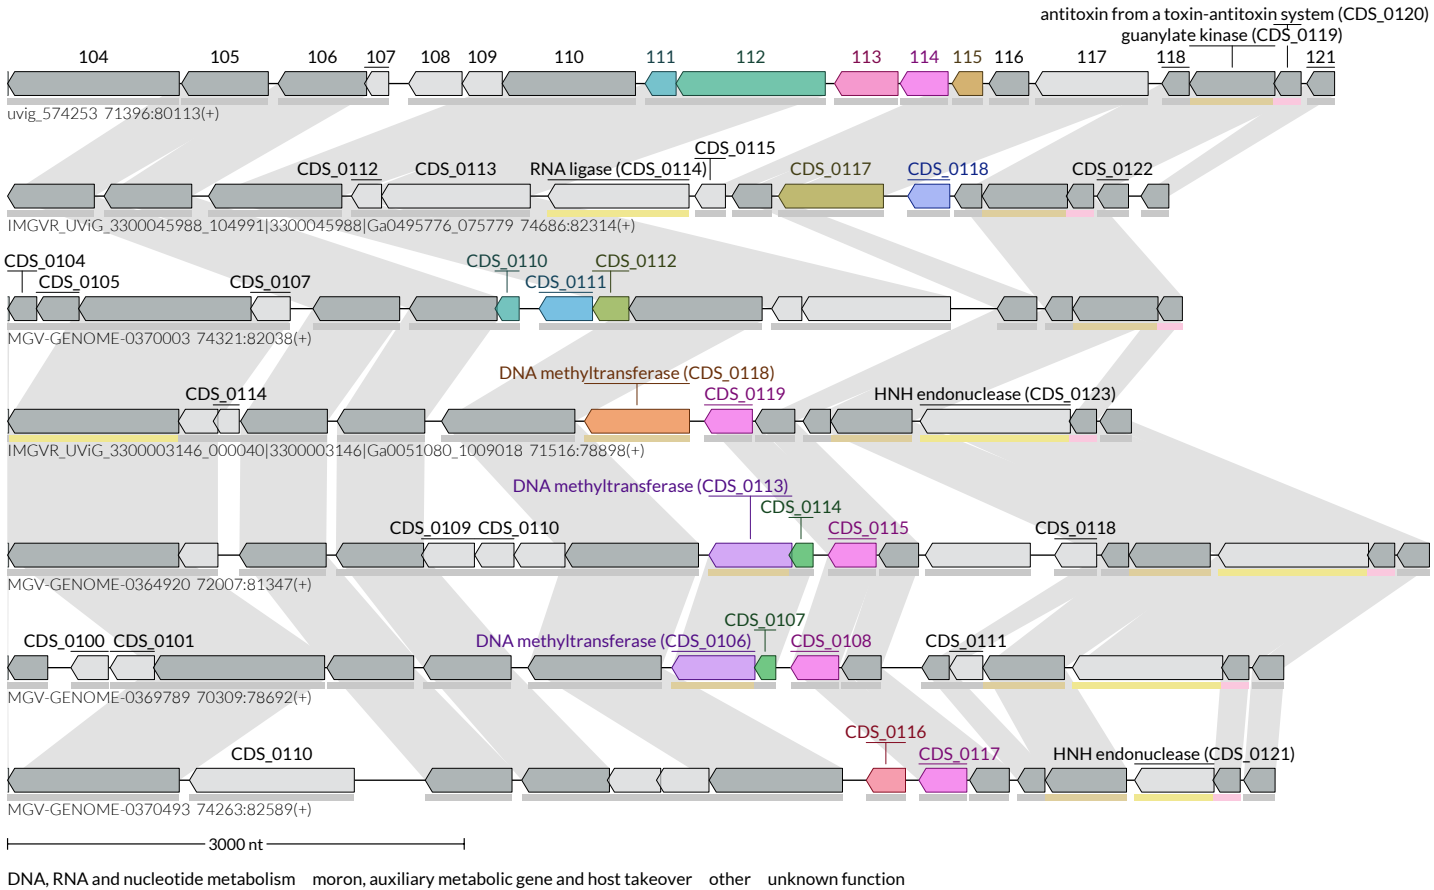 antitoxin from a toxin-antitoxin system (CDS_0120)
guanylate kinase (CDS_0119)
104 105 106 107 108 109 110 111 112 113 114 115 116 117 118 121
uvig_574253 71396:80113(+)
CDS_0115
CDS_0112 CDS_0113 RNA ligase (CDS_0114) CDS_0117 CDS_0118 CDS_0122
IMGVR_UViG_3300045988_104991|3300045988|Ga0495776_075779 74686:82314(+)
CDS_0104 CDS_0110 CDS_0112
CDS_0105 CDS_0107 CDS_0111
MGV-GENOME-0370003 74321:82038(+)
DNA methyltransferase (CDS_0118)
CDS_0114 CDS_0119 HNH endonuclease (CDS_0123)
IMGVR_UViG_3300003146_000040|3300003146|Ga0051080_1009018 71516:78898(+)
DNA methyltransferase (CDS_0113)
CDS_0114
CDS_0109 CDS_0110 CDS_0115 CDS_0118
MGV-GENOME-0364920 72007:81347(+)
CDS_0107
CDS_0100 CDS_0101 DNA methyltransferase (CDS_0106) CDS_0108 CDS_0111
MGV-GENOME-0369789 70309:78692(+)
CDS_0116
CDS_0110 CDS_0117 HNH endonuclease (CDS_0121)
MGV-GENOME-0370493 74263:82589(+)
3000 nt
DNA, RNA and nucleotide metabolism moron, auxiliary metabolic gene and host takeover other unknown function